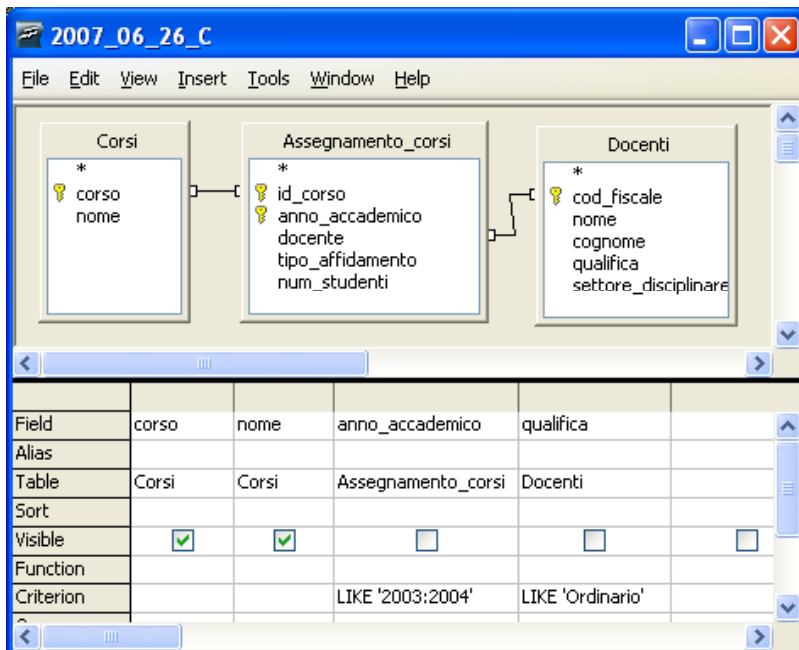 2007_06_26_C
File Edit View Insert Tools Window Help
Corsi
*
corso
nome
Assegnamento_corsi
*
id_corso
anno_accademico
docente
tipo_affidamento
num_studenti
Docenti
*
cod_fiscale
nome
cognome
qualifica
settore_disciplinare
Field corso nome anno_accademico qualifica
Alias
Table Corsi Corsi Assegnamento_corsi Docenti
Sort
Visible
Function
Criterion LIKE '2003:2004' LIKE 'Ordinario'